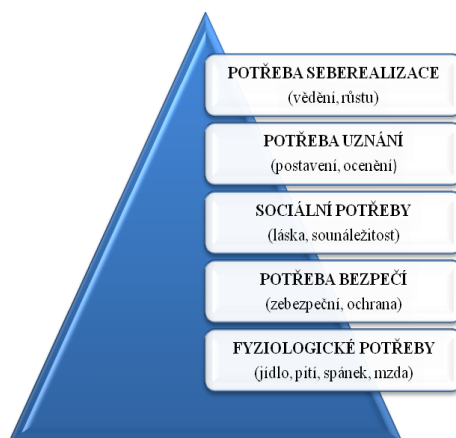 POTŘEBA SEBEREALIZACE
(vědění, růstu)
POTŘEBA UZNÁNÍ
(postavení, ocenění)
SOCIÁLNÍ POTŘEBY
(láska, sounáležitost)
POTŘEBA BEZPEČÍ
(zebezpeční, ochrana)
FYZIOLOGICKÉ POTŘEBY
(jídlo, pití, spánek, mzda)